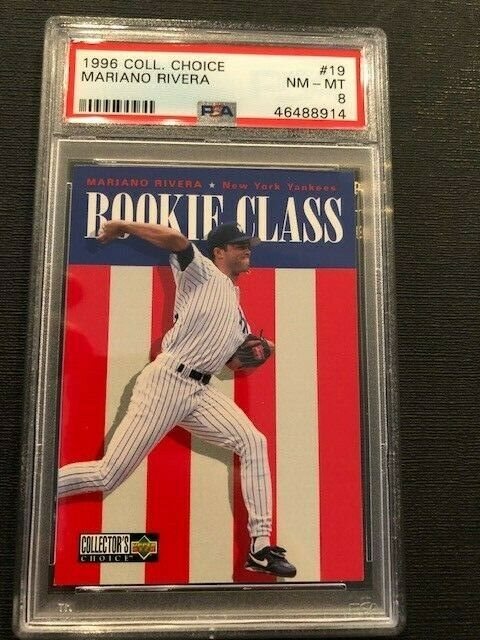 1996 COLL. CHOICE #19
MARIANO RIVERA NM - MT
8
PSA 46488914
MARIANO RIVERA ★ New York Yankees
ROOKIE CLASS
COLLECTOR'S
CHOICE